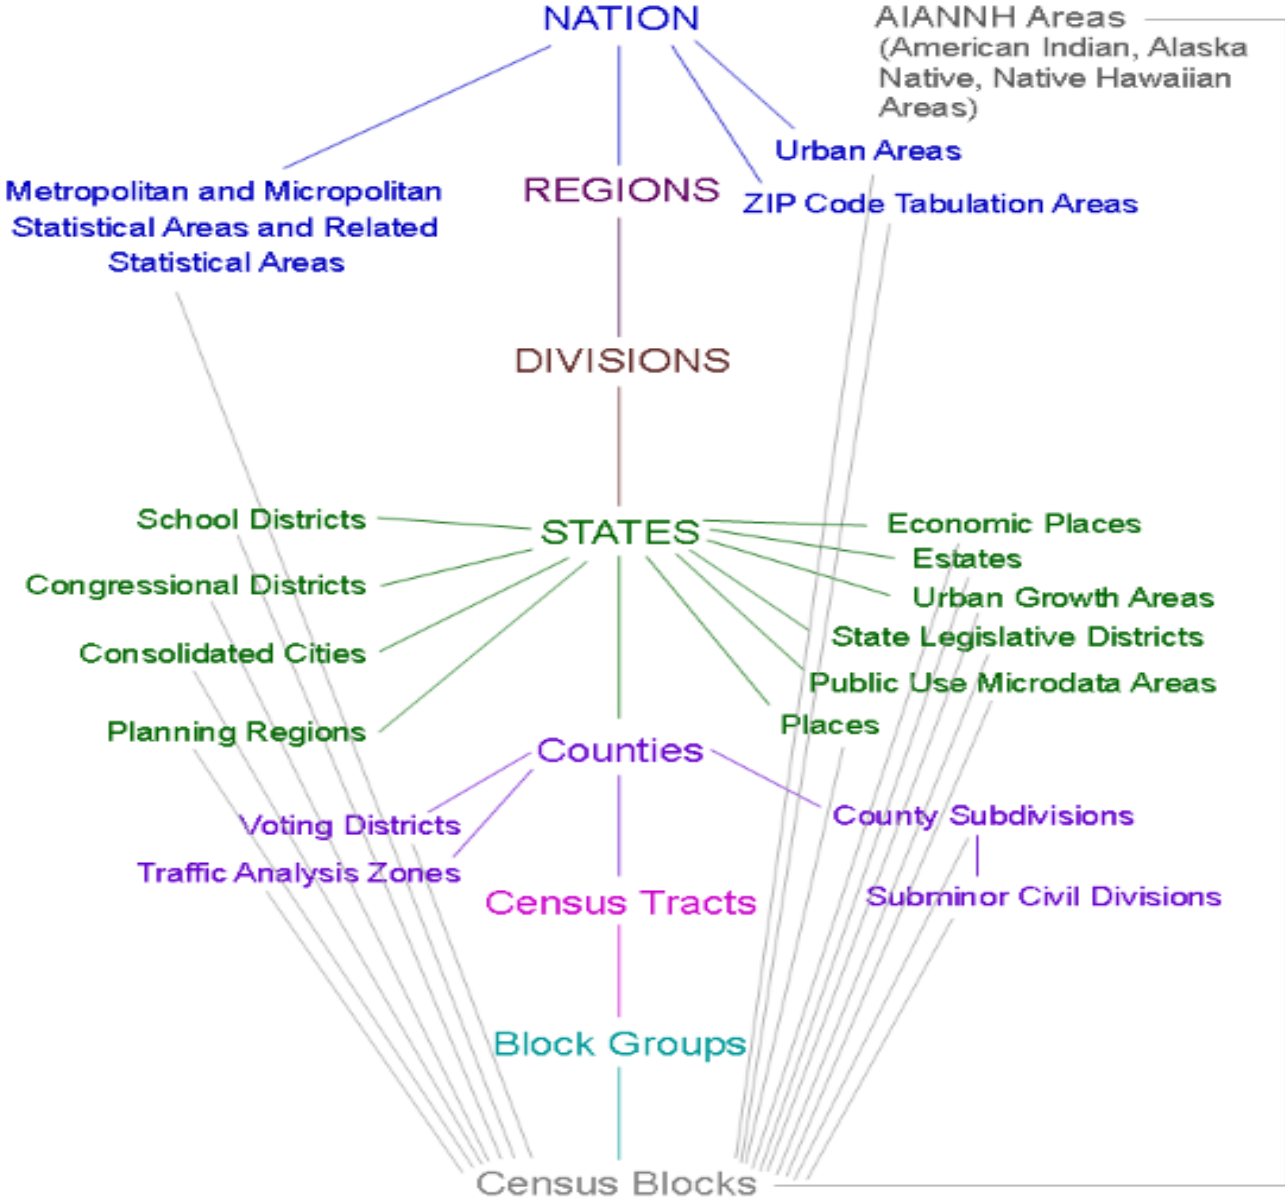 NATION
AIANNH Areas
(American Indian, Alaska
Native, Native Hawaiian
Areas)
Urban Areas
Metropolitan and Micropolitan
Statistical Areas and Related
Statistical Areas
REGIONS
ZIP Code Tabulation Areas
DIVISIONS
School Districts
STATES
Economic Places
Estates
Congressional Districts
Urban Growth Areas
State Legislative Districts
Consolidated Cities
Public Use Microdata Areas
Planning Regions
Places
Counties
Voting Districts
County Subdivisions
Traffic Analysis Zones
Census Tracts
Subminor Civil Divisions
Block Groups
Census Blocks